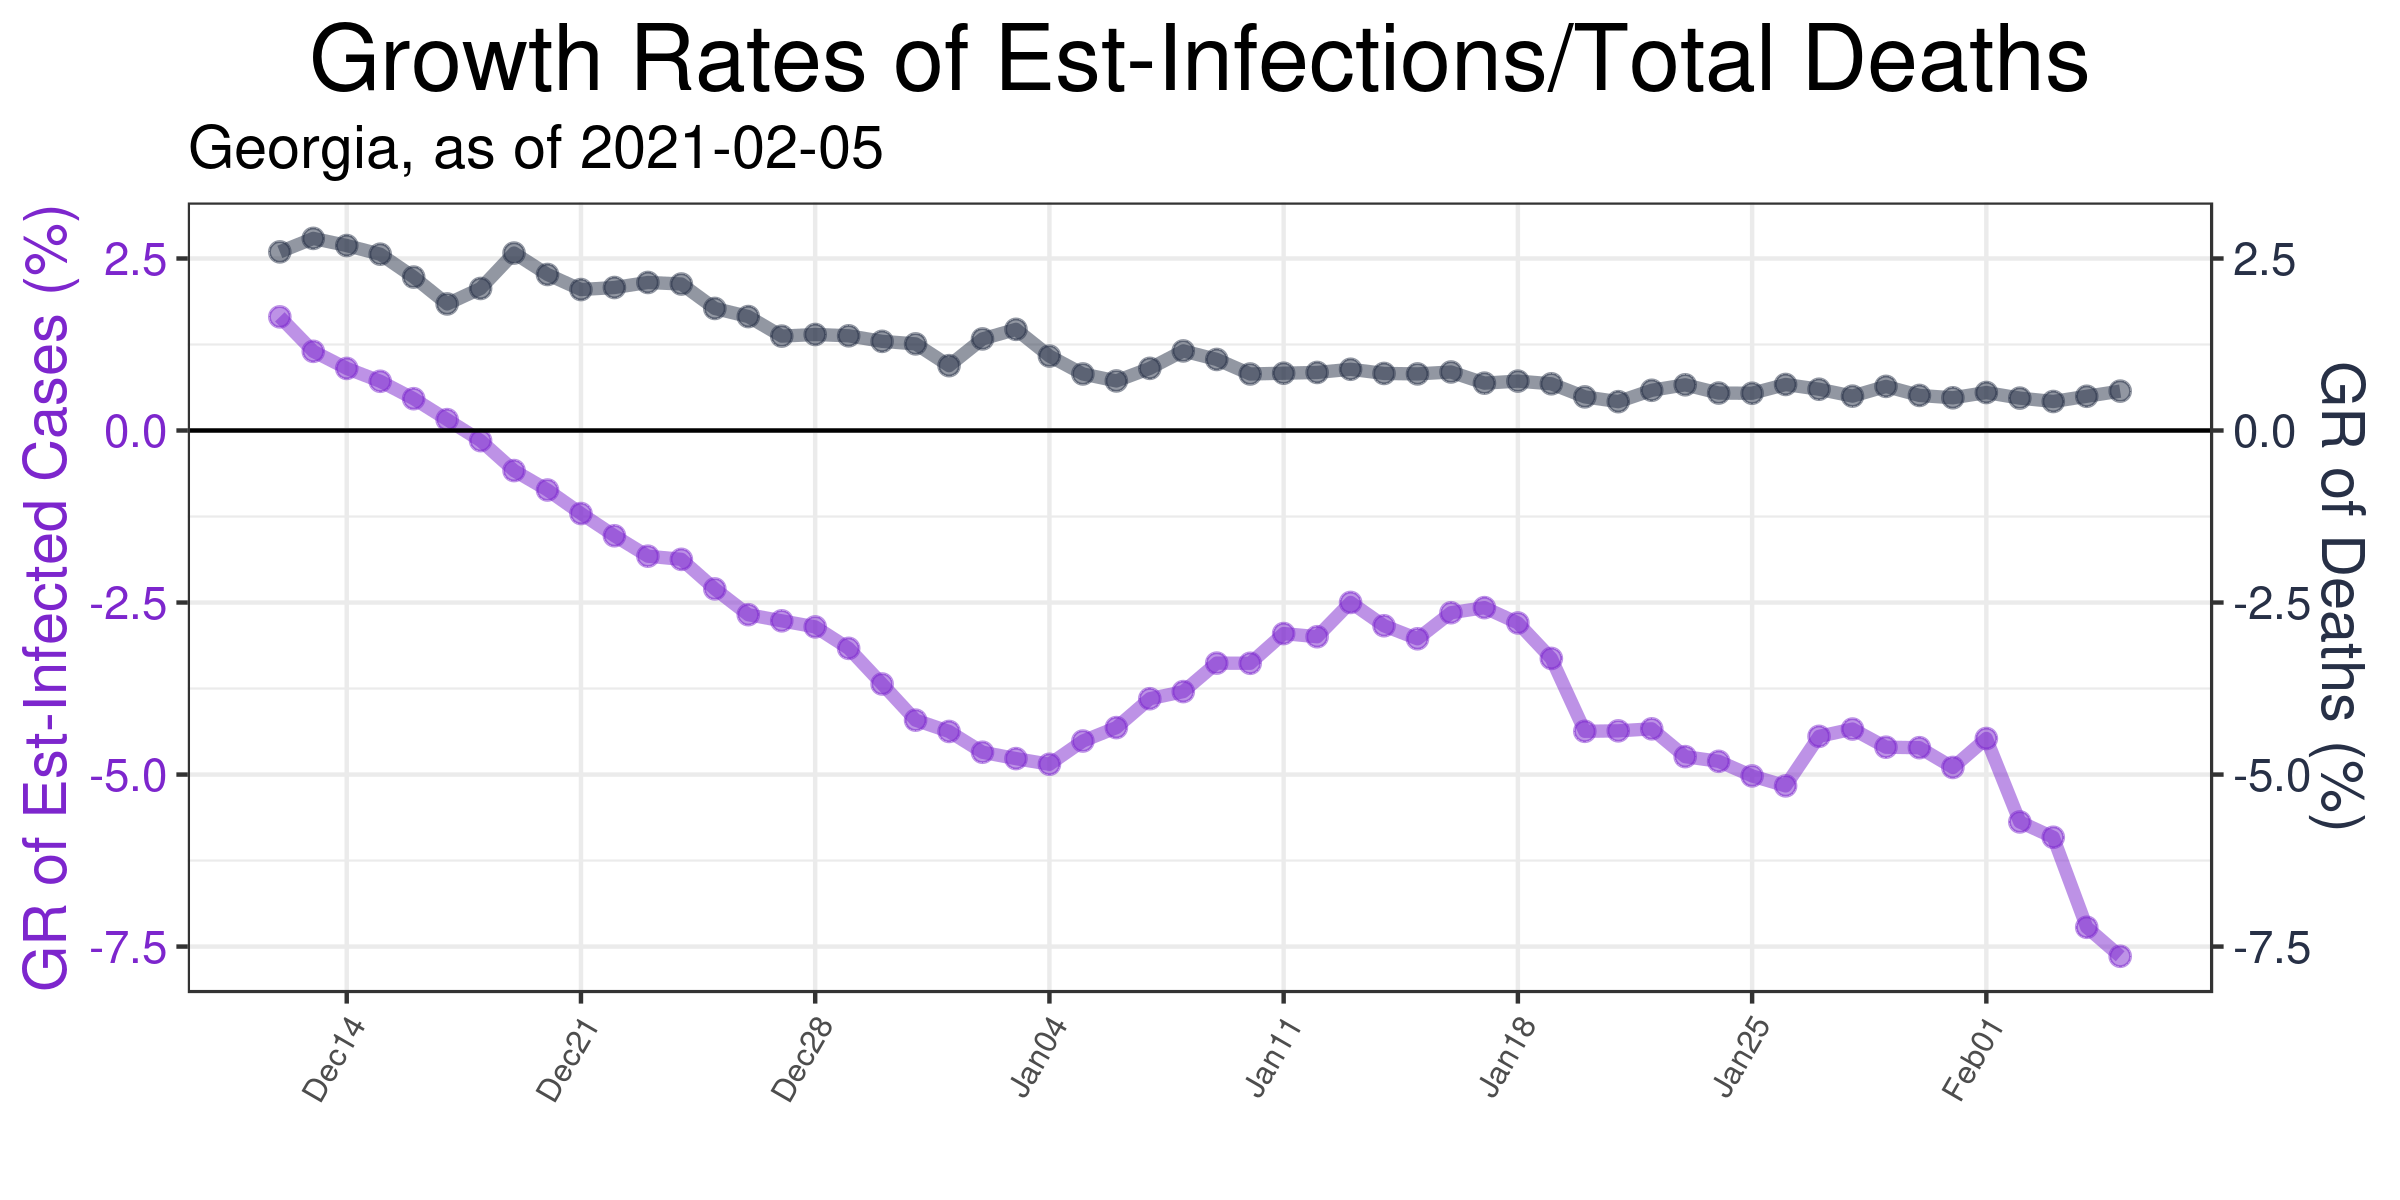 Growth Rates of Est-Infections/Total Deaths
Georgia, as of 2021-02-05
GR of Est-Infected Cases (%)
2.5
0.0
-2.5
-5.0
-7.5
2.5
0.0
-2.5
-5.0
-7.5
GR of Deaths (%)
Dec14
Dec21
Dec28
Jan04
Jan11
Jan18
Jan25
Feb01